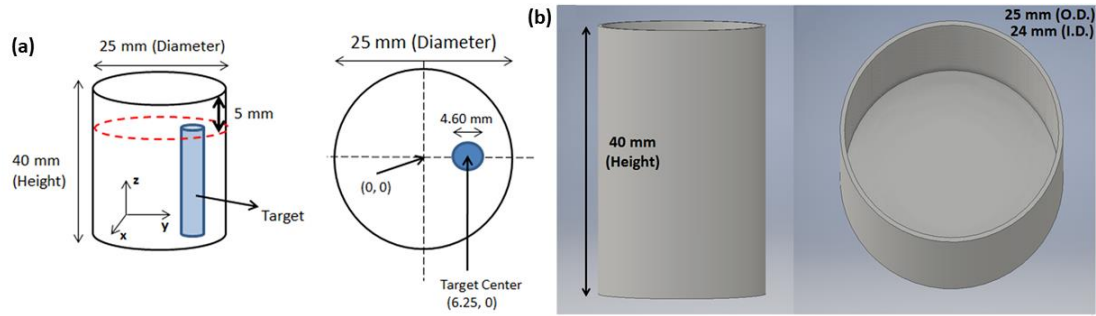 (a)
25 mm (Diameter)
5 mm
40 mm
(Height)
z
y
x
Target
25 mm (Diameter)
4.60 mm
(0, 0)
Target Center
(6.25, 0)
(b)
40 mm
(Height)
25 mm (O.D.)
24 mm (I.D.)